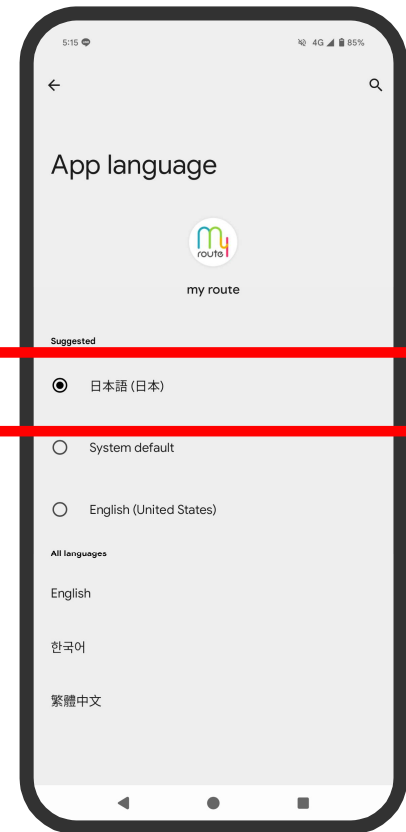 5:15 4G 85%
App language
my route
my route
Suggested
日本語 (日本)
System default
English (United States)
All languages
English
한국어
繁體中文